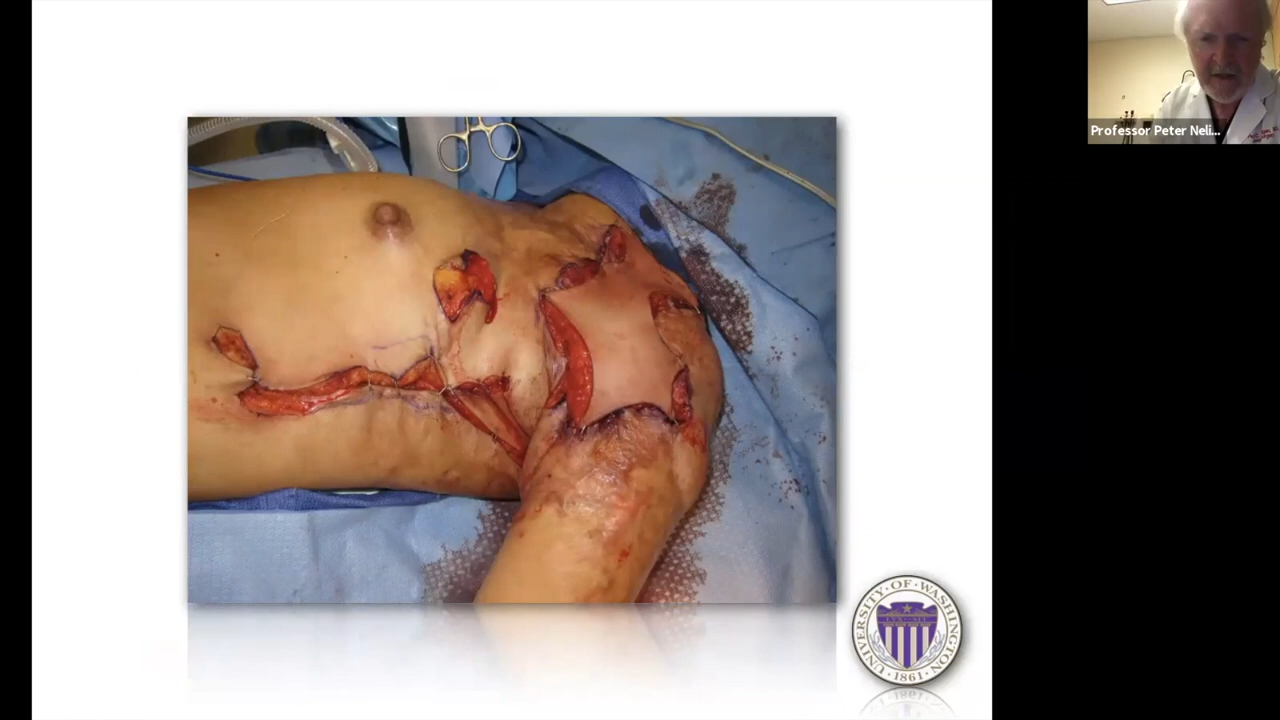 Professor Peter Neli...
UNIVERSITY · OF · WASHINGTON
· 1861 ·